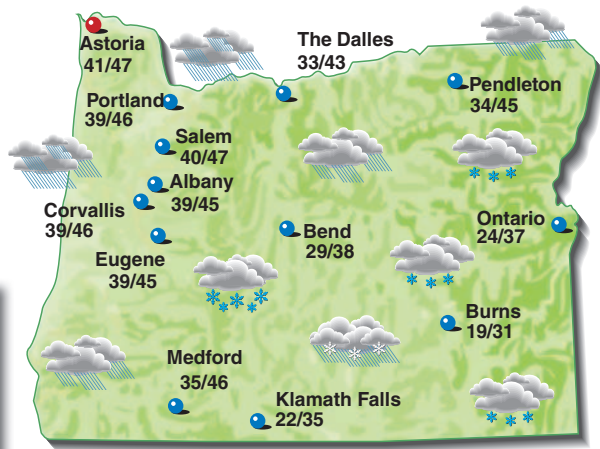 Astoria
41/47
The Dalles
33/43
Portland
39/46
Pendleton
34/45
Salem
40/47
Albany
39/45
Corvallis
39/46
Eugene
39/45
Bend
29/38
Ontario
24/37
Burns
19/31
Medford
35/46
Klamath Falls
22/35